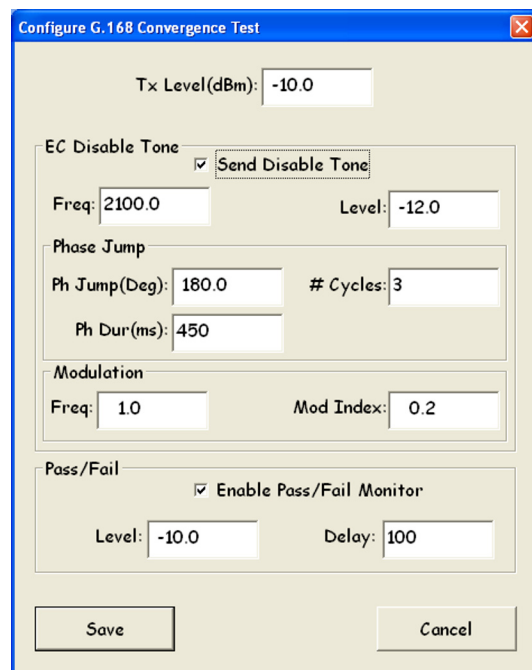 Configure G.168 Convergence Test
Tx Level(dBm): -10.0
EC Disable Tone
Send Disable Tone
Freq: 2100.0 Level: -12.0
Phase Jump
Ph Jump(Deg): 180.0 # Cycles: 3
Ph Dur(ms): 450
Modulation
Freq: 1.0 Mod Index: 0.2
Pass/Fail
Enable Pass/Fail Monitor
Level: -10.0 Delay: 100
Save Cancel